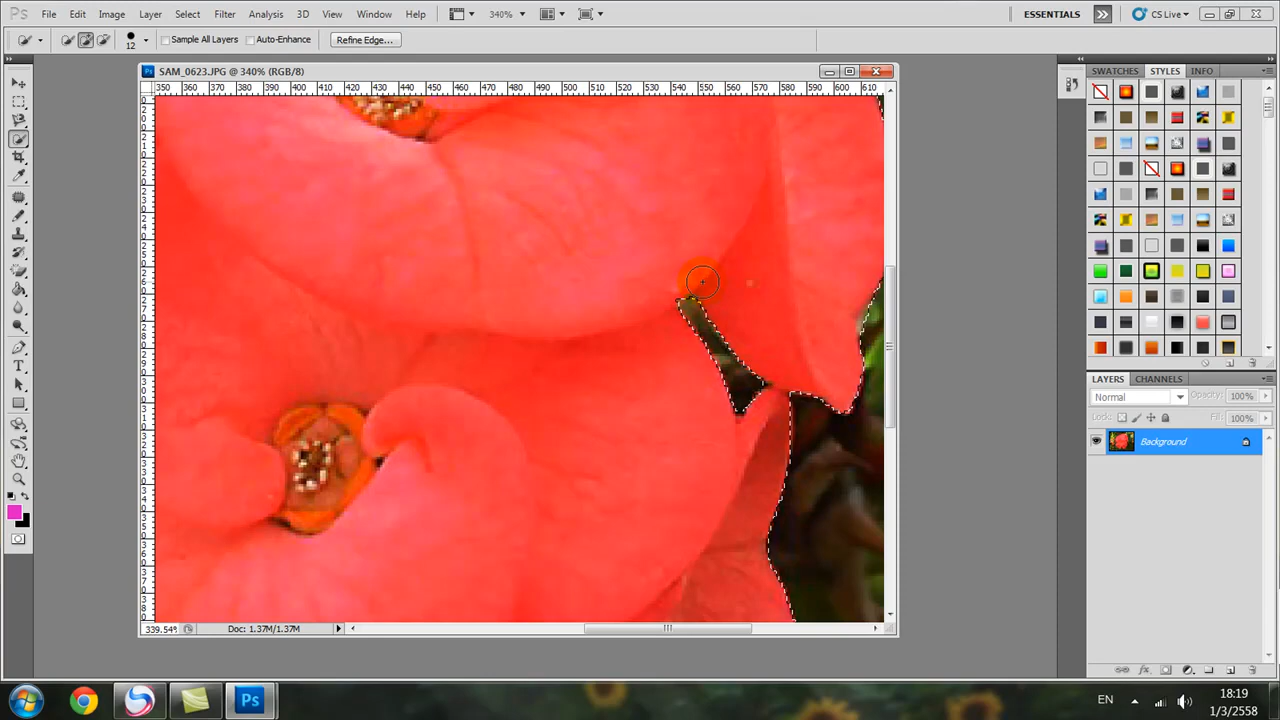 Ps File Edit Image Layer Select Filter Analysis 3D View Window Help 340% ESSENTIALS CS Live
12 Sample All Layers Auto-Enhance Refine Edge...
SAM_0623.JPG @ 340% (RGB/8)
SWATCHES STYLES INFO
350 360 370 380 390 400 410 420 430 440 450 460 470 480 490 500 510 520 530 540 550 560 570 580 590 600 610
LAYERS CHANNELS
Normal Opacity: 100%
Lock: Fill: 100%
Background
339.54% Doc: 1.37M/1.37M
Ps EN 18:19
1/3/2558